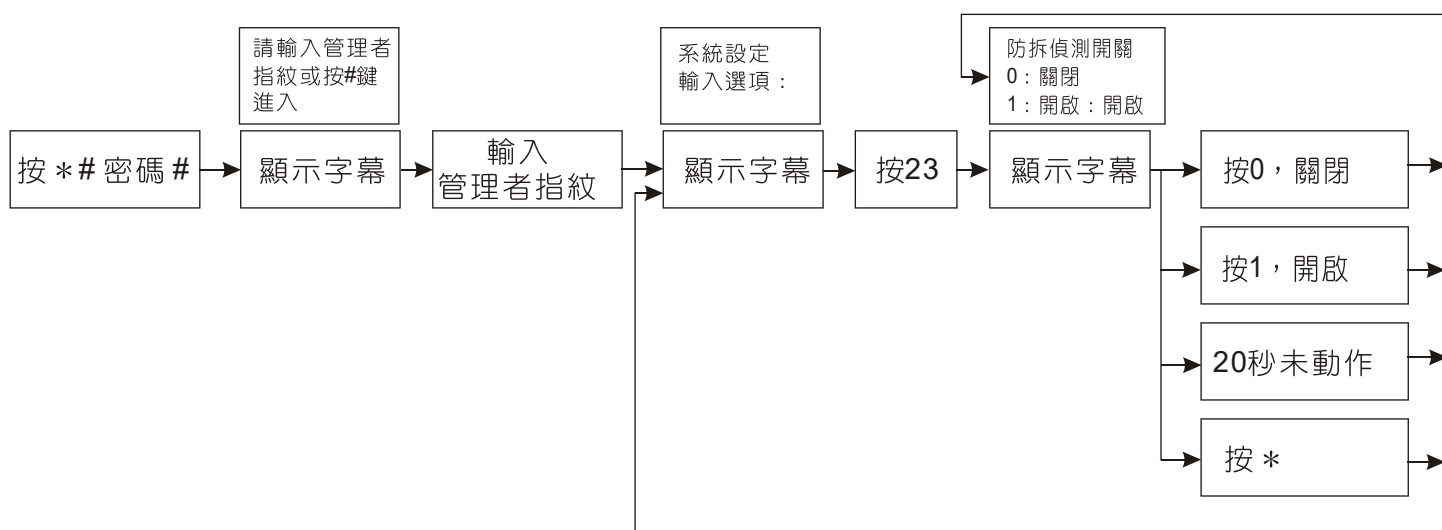 請輸入管理者
指紋或按#鍵
進入
系統設定
輸入選項：
防拆偵測開關
0：關閉
1：開啟：開啟
按＊#密碼#
顯示字幕
輸入
管理者指紋
顯示字幕
按23
顯示字幕
按0，關閉
按1，開啟
20秒未動作
按＊